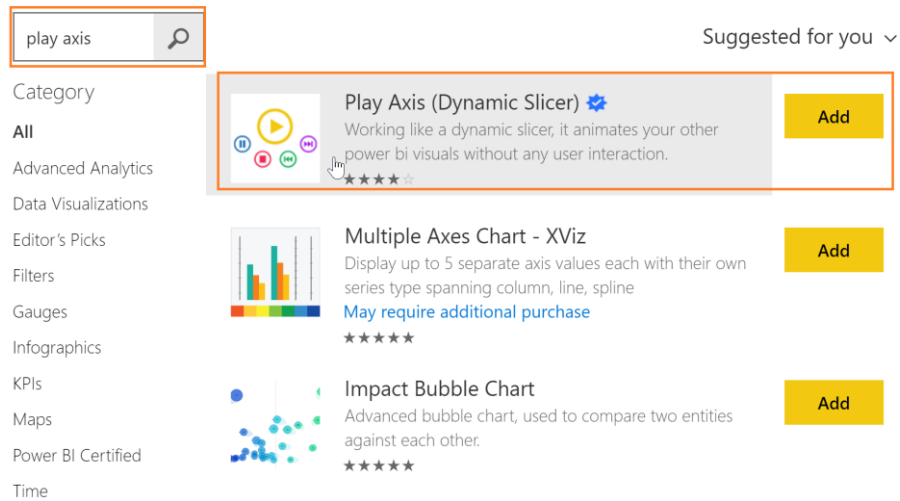 play axis
Suggested for you
Category
All
Advanced Analytics
Data Visualizations
Editor's Picks
Filters
Gauges
Infographics
KPIs
Maps
Power BI Certified
Time
Play Axis (Dynamic Slicer)
Working like a dynamic slicer, it animates your other
power bi visuals without any user interaction.
Add
Multiple Axes Chart - XViz
Display up to 5 separate axis values each with their own
series type spanning column, line, spline
May require additional purchase
Add
Impact Bubble Chart
Advanced bubble chart, used to compare two entities
against each other.
Add